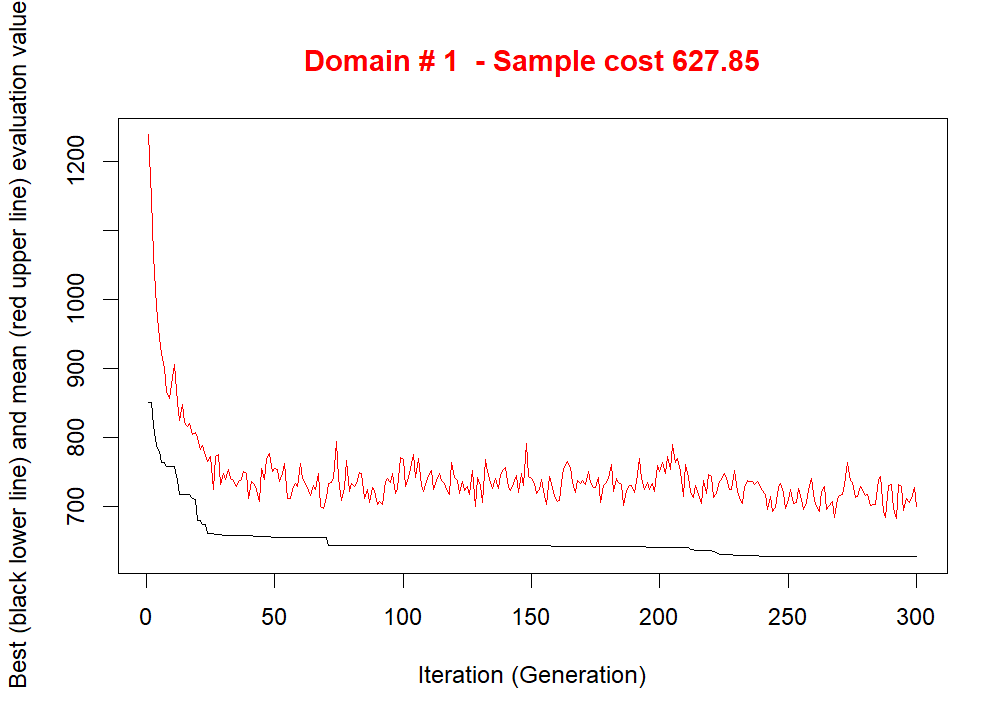 Domain # 1 - Sample cost 627.85
Best (black lower line) and mean (red upper line) evaluation value
1200
1000
900
800
700
0 50 100 150 200 250 300
Iteration (Generation)